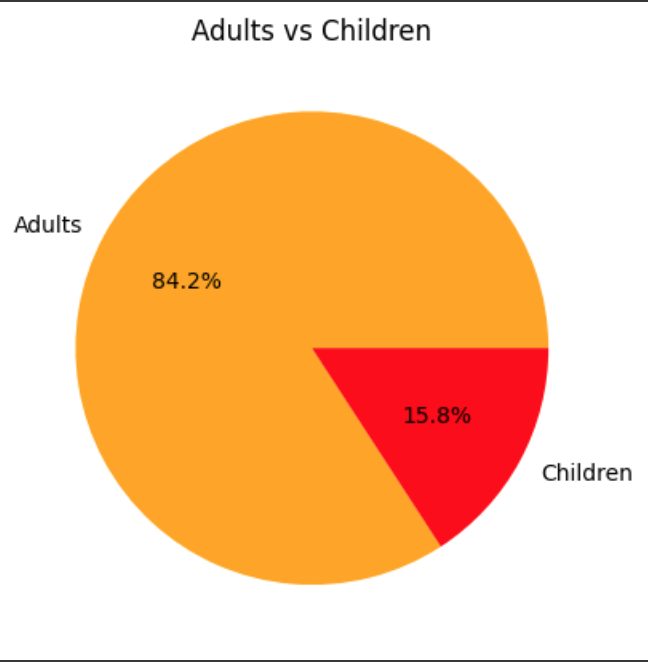 Adults vs Children
Adults
84.2%
15.8%
Children